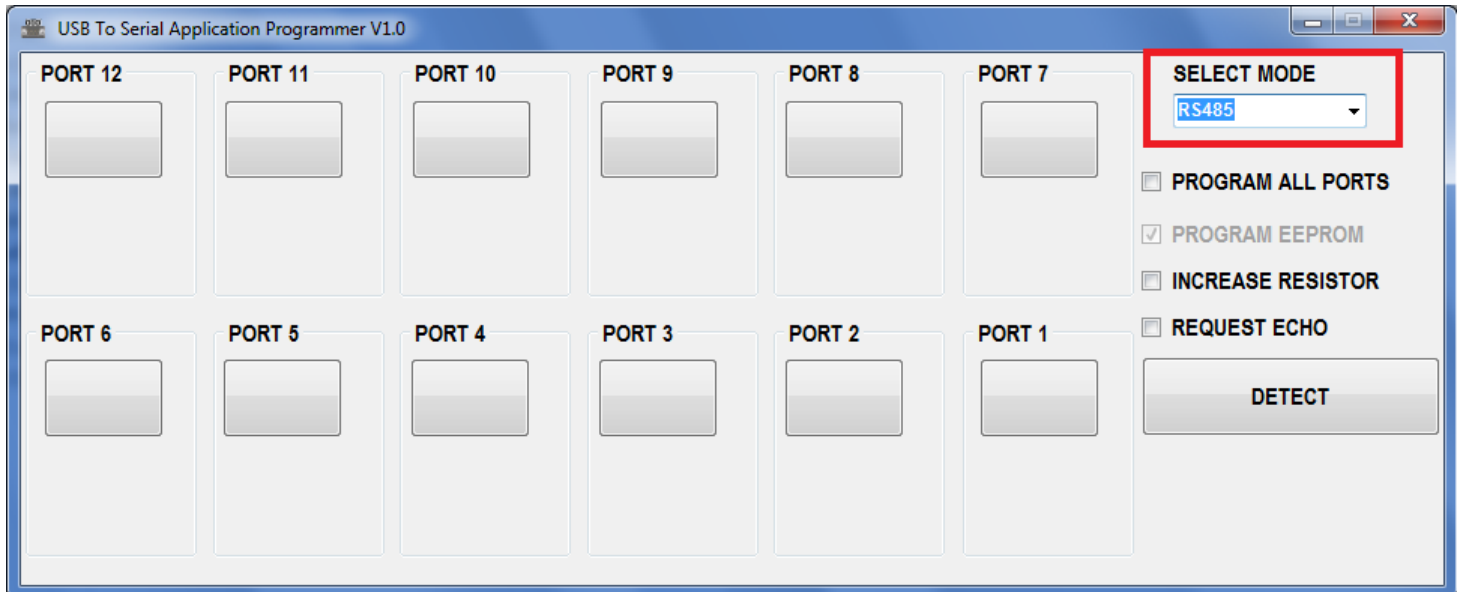 USB To Serial Application Programmer V1.0
PORT 12
PORT 11
PORT 10
PORT 9
PORT 8
PORT 7
SELECT MODE
RS485
PROGRAM ALL PORTS
PROGRAM EEPROM
INCREASE RESISTOR
REQUEST ECHO
PORT 6
PORT 5
PORT 4
PORT 3
PORT 2
PORT 1
DETECT